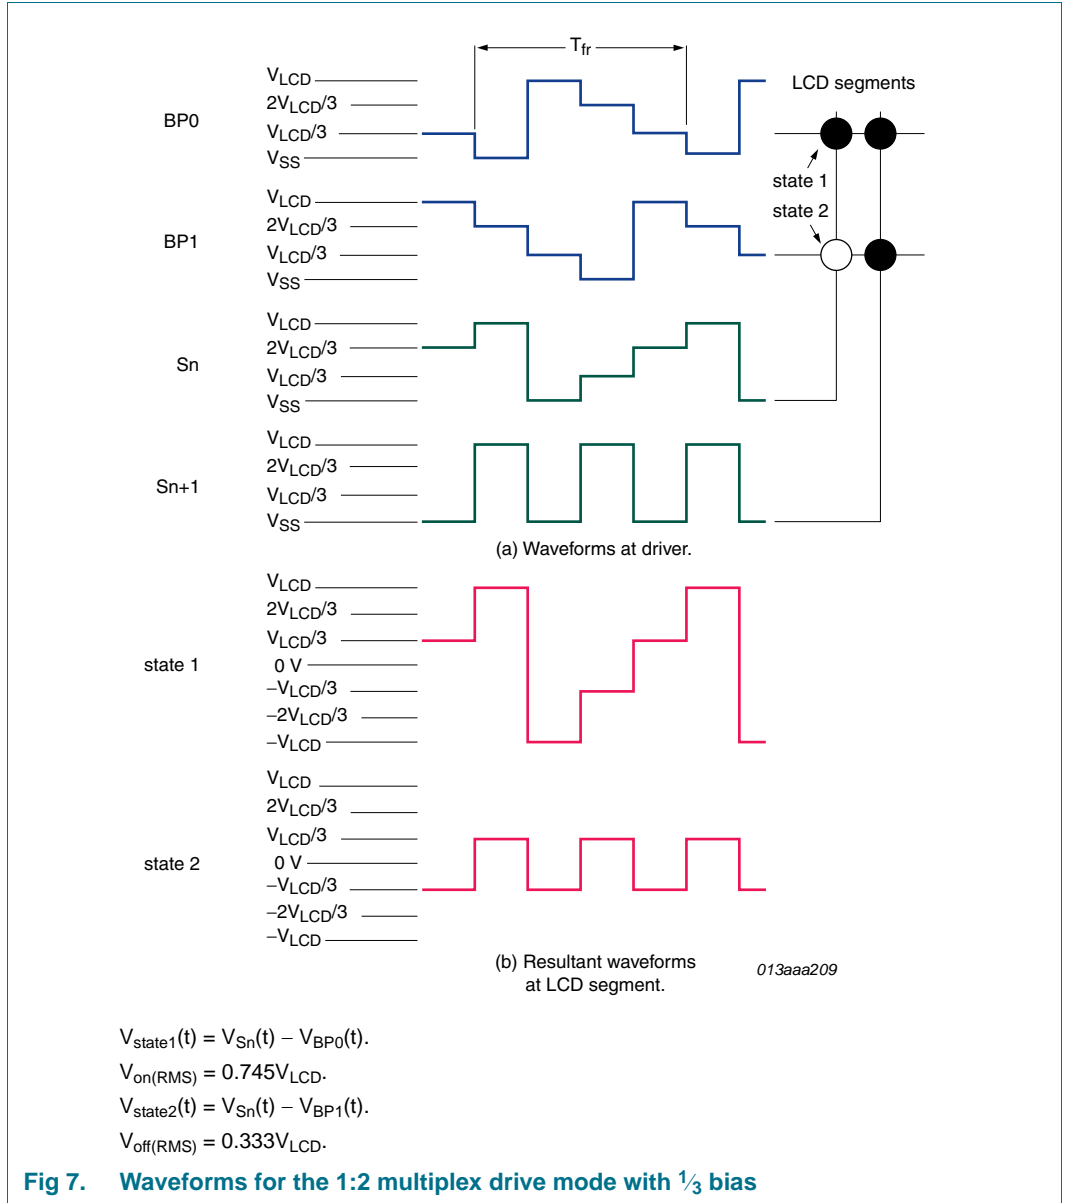 Tfr
BP0
VLCD
2VLCD/3
VLCD/3
VSS
LCD segments
state 1
state 2
BP1
VLCD
2VLCD/3
VLCD/3
VSS
Sn
VLCD
2VLCD/3
VLCD/3
VSS
Sn+1
VLCD
2VLCD/3
VLCD/3
VSS
(a) Waveforms at driver.
state 1
VLCD
2VLCD/3
VLCD/3
0 V
−VLCD/3
−2VLCD/3
−VLCD
state 2
VLCD
2VLCD/3
VLCD/3
0 V
−VLCD/3
−2VLCD/3
−VLCD
(b) Resultant waveforms
at LCD segment.
013aaa209
Vstate1(t) = VSn(t) − VBP0(t).
Von(RMS) = 0.745VLCD.
Vstate2(t) = VSn(t) − VBP1(t).
Voff(RMS) = 0.333VLCD.
Fig 7. Waveforms for the 1:2 multiplex drive mode with 1⁄3 bias